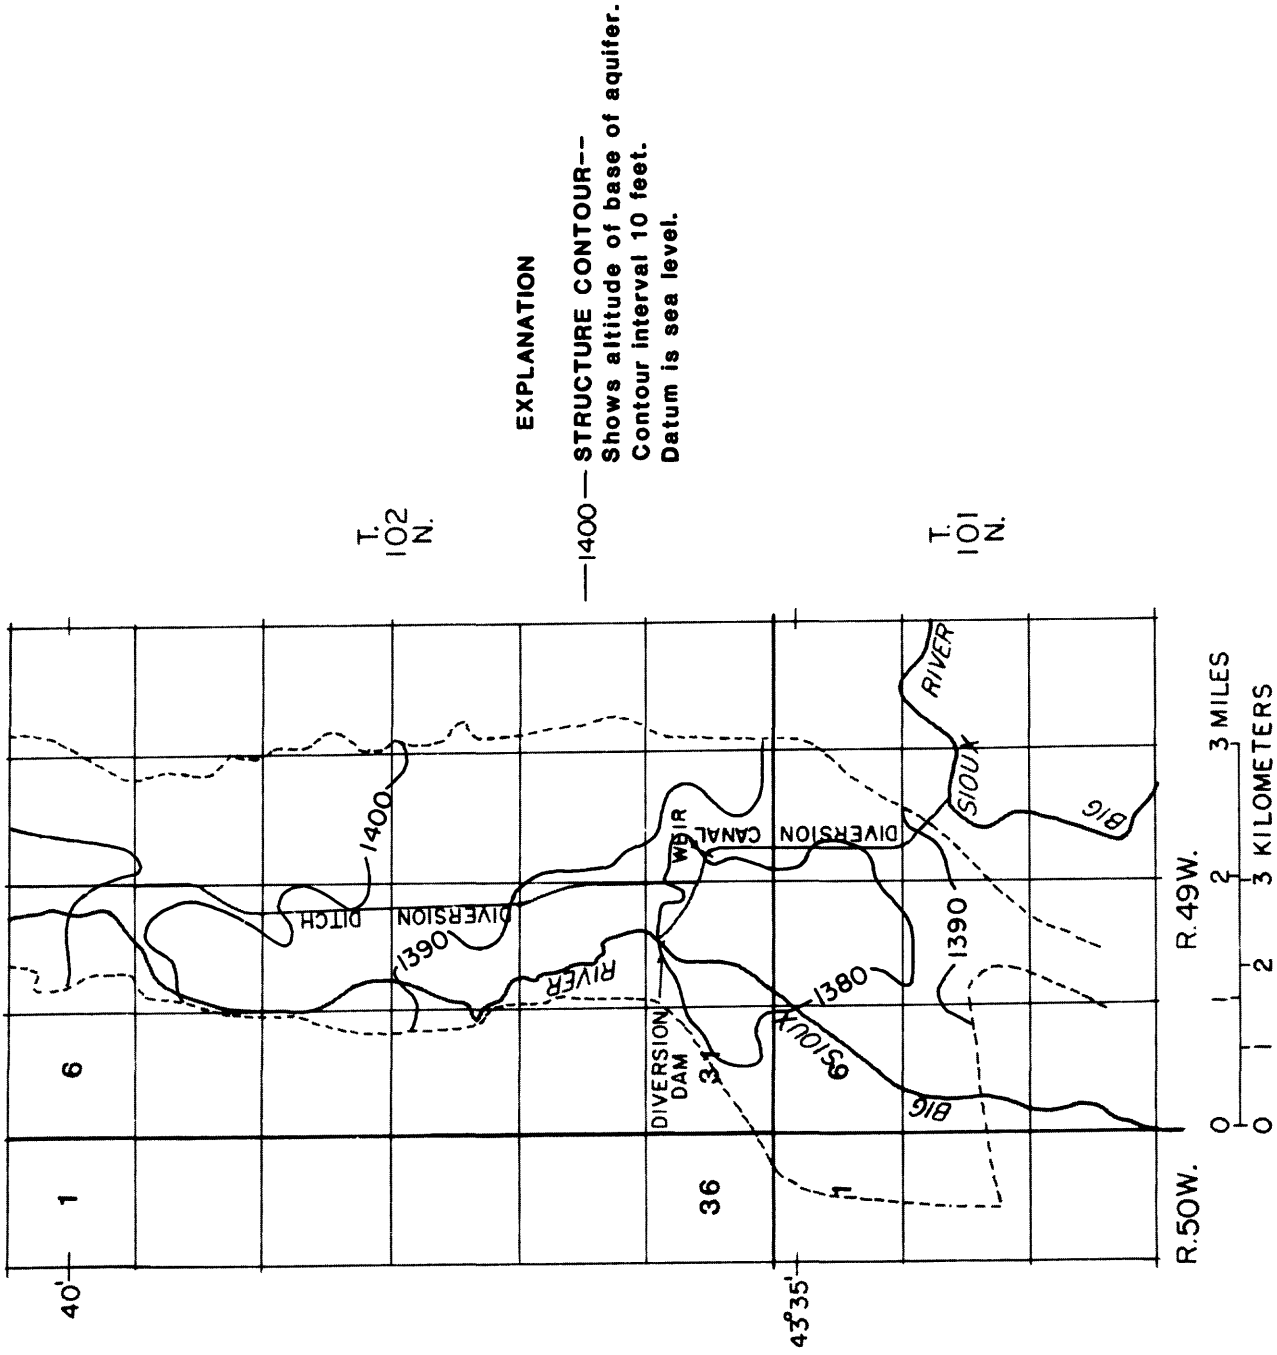 EXPLANATION
—1400— STRUCTURE CONTOUR--
Shows altitude of base of aquifer.
Contour interval 10 feet.
Datum is sea level.
T.
102
N.
T.
101
N.
40'
1
6
1400
DITCH
DIVERSION
1390
RIVER
WEIR
CANAL
DIVERSION
DIVERSION
DAM
36
31
1380
SIOUX
6
BIG
1
1390
RIVER
SIOUX
BIG
43°35'
R.50W.
R.49W.
0 1 2 3 MILES
0 1 2 3 KILOMETERS